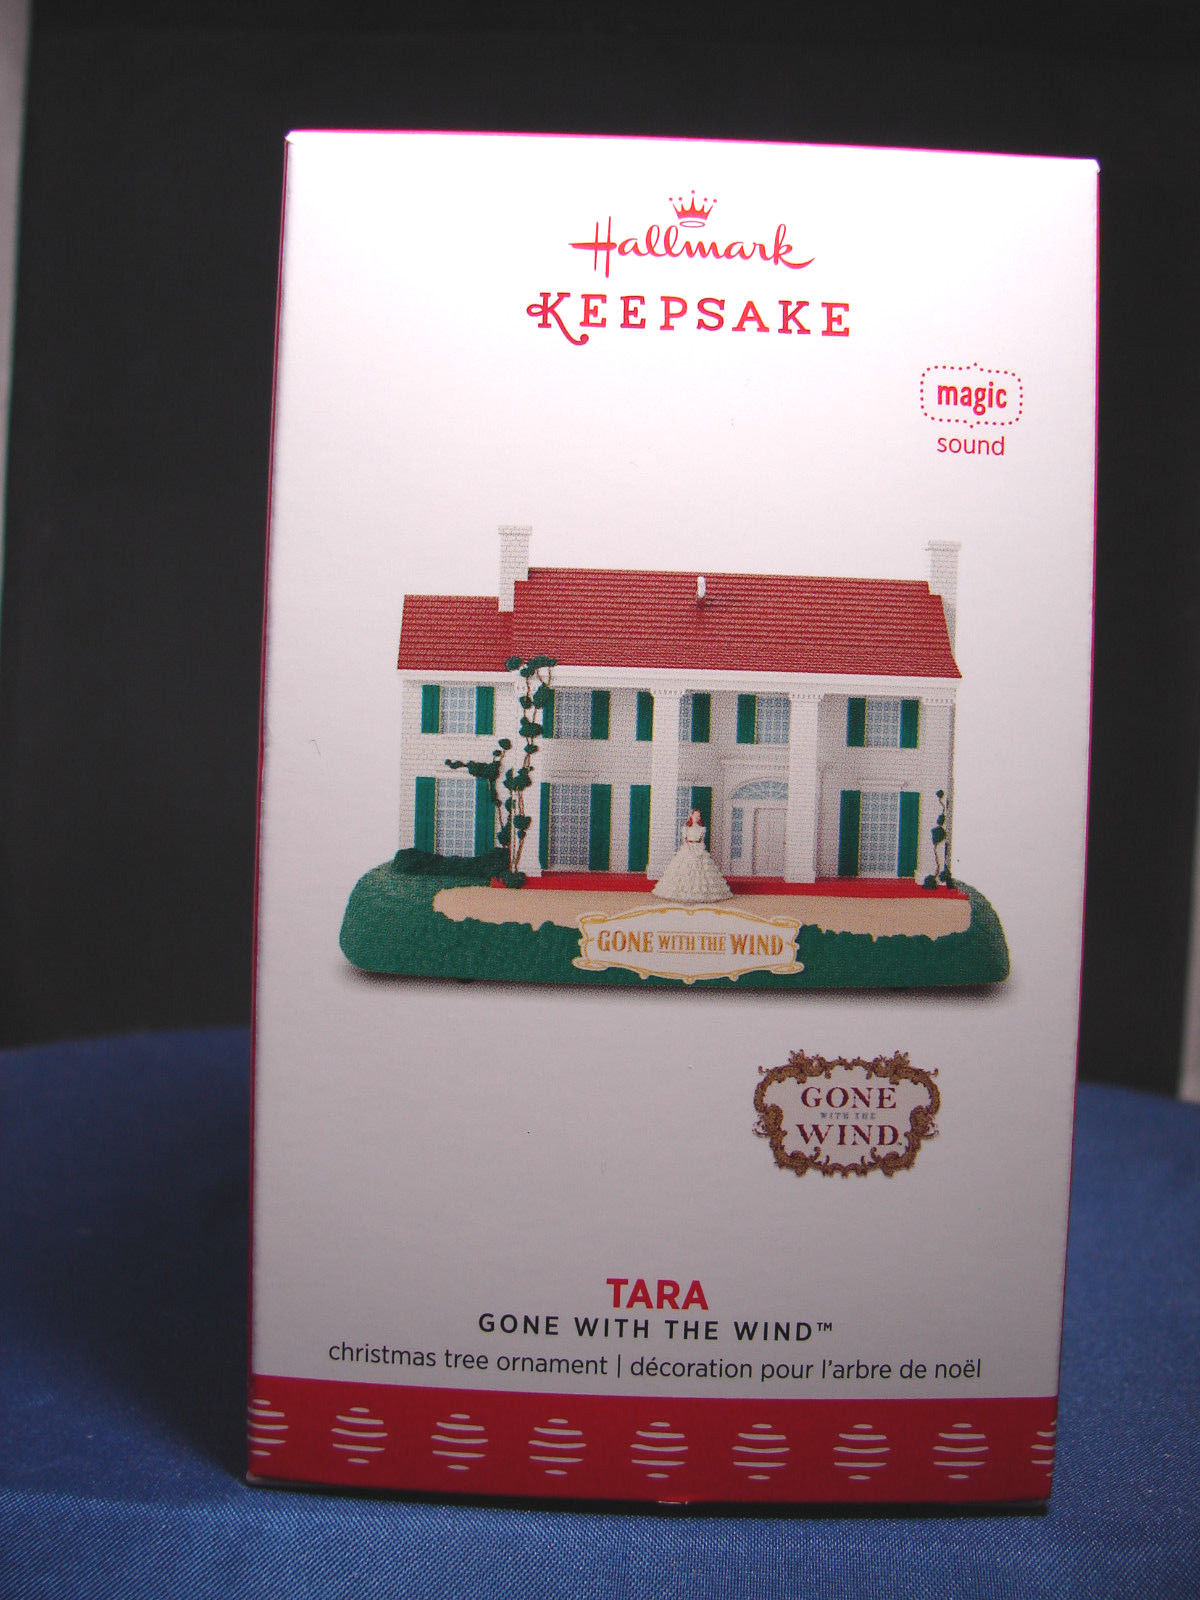 Hallmark
KEEPSAKE
magic
sound
GONE WITH THE WIND
GONE
WITH THE
WIND™
TARA
GONE WITH THE WIND™
christmas tree ornament | décoration pour l'arbre de noël